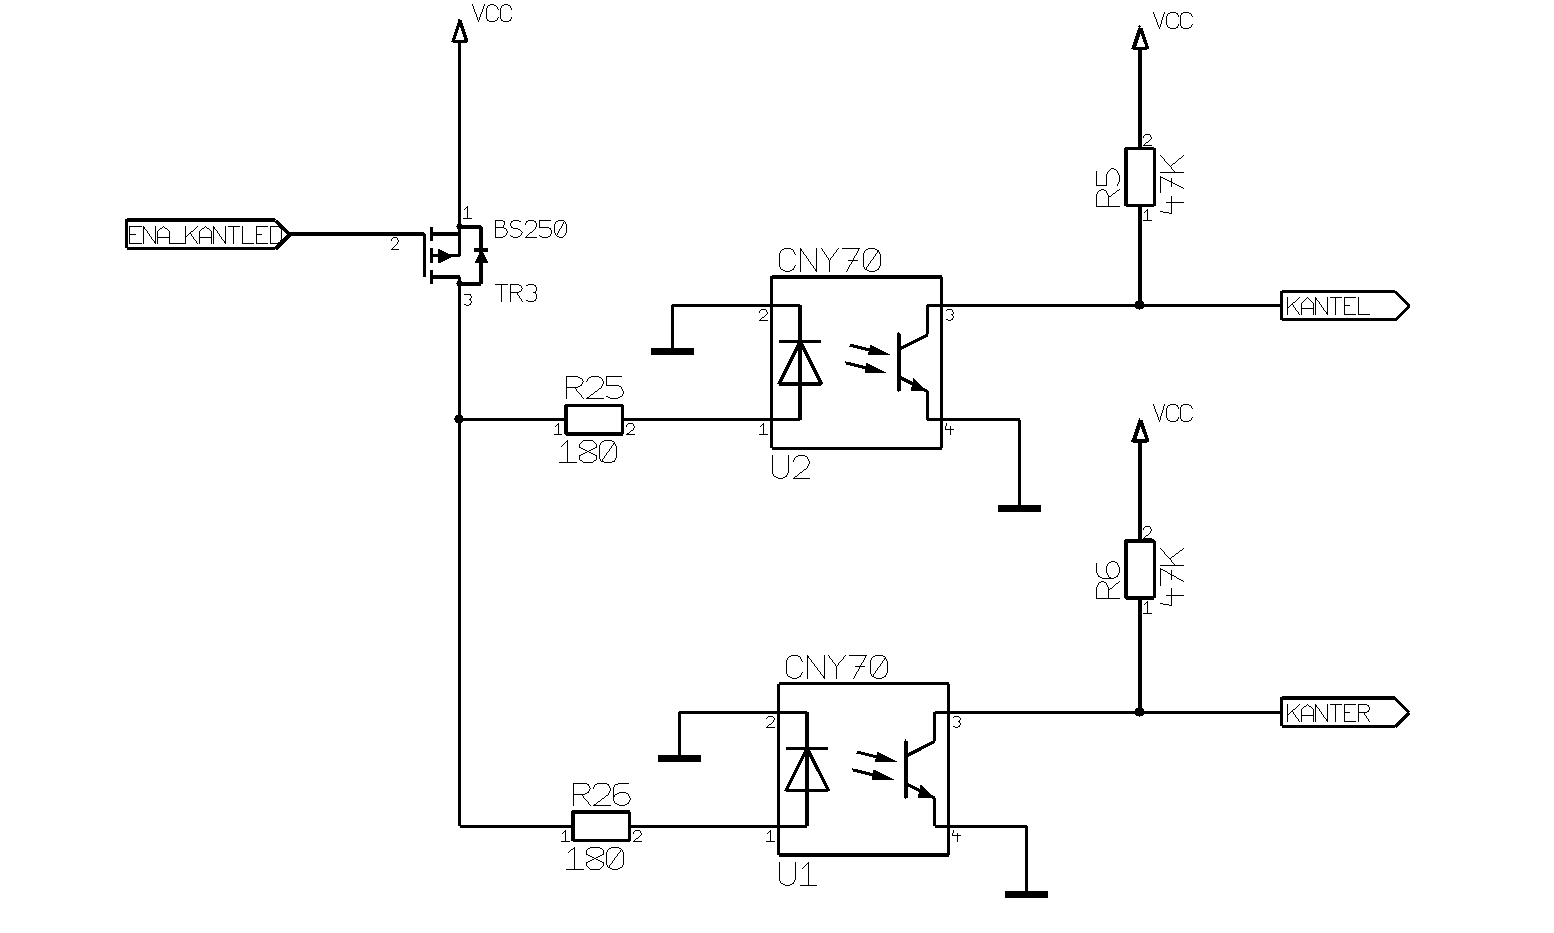 VCC
VCC
2
R5
47K
1
ENA_KANTLED
2
1
BS250
TR3
3
CNY70
2
3
KANTEL
R25
1
2
180
1
4
U2
VCC
2
R6
47K
1
CNY70
2
3
KANTER
R26
1
2
180
1
4
U1